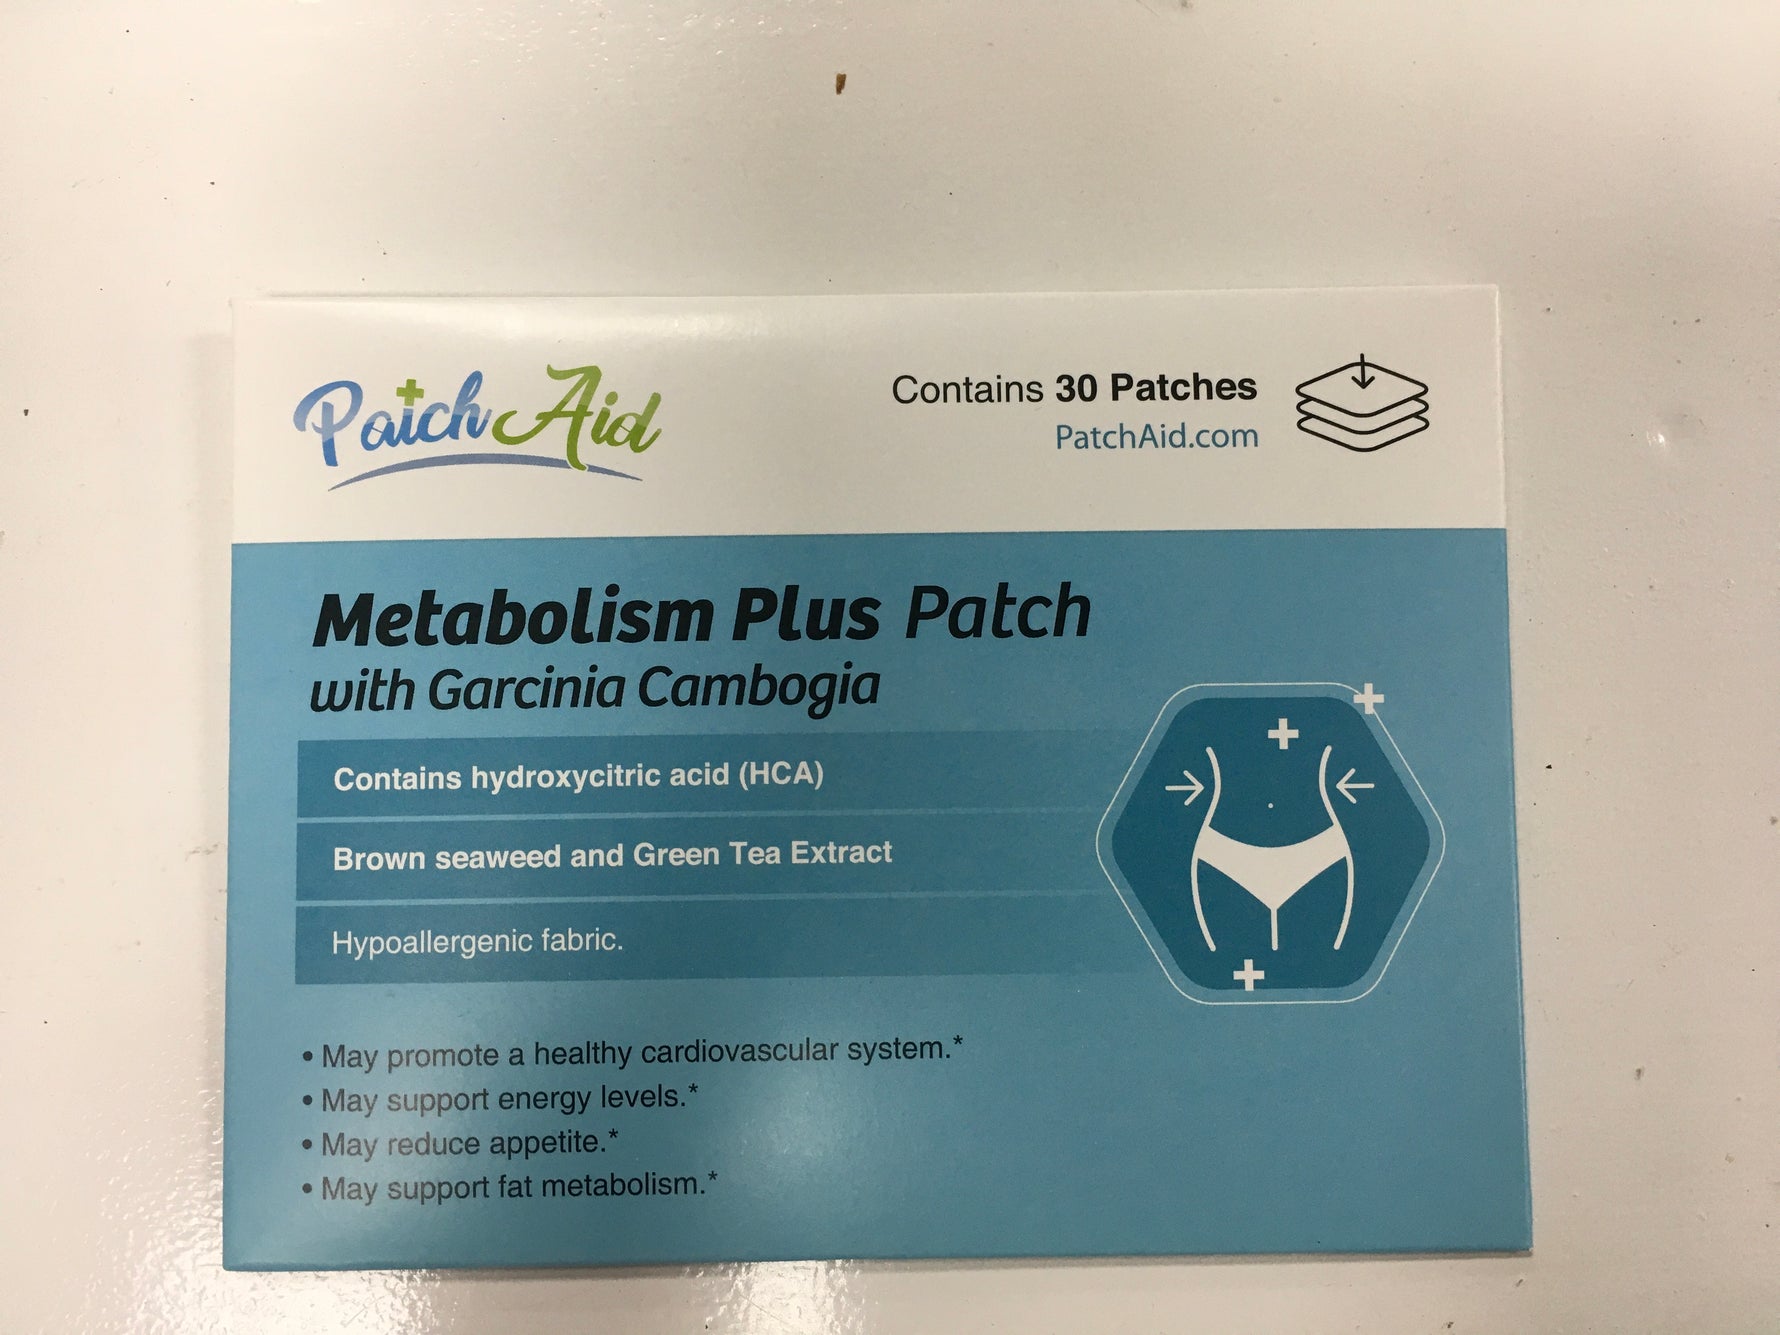 Patch Aid
Contains 30 Patches
PatchAid.com
Metabolism Plus Patch
with Garcinia Cambogia
Contains hydroxycitric acid (HCA)
Brown seaweed and Green Tea Extract
Hypoallergenic fabric.
• May promote a healthy cardiovascular system.*
• May support energy levels.*
• May reduce appetite.*
• May support fat metabolism.*